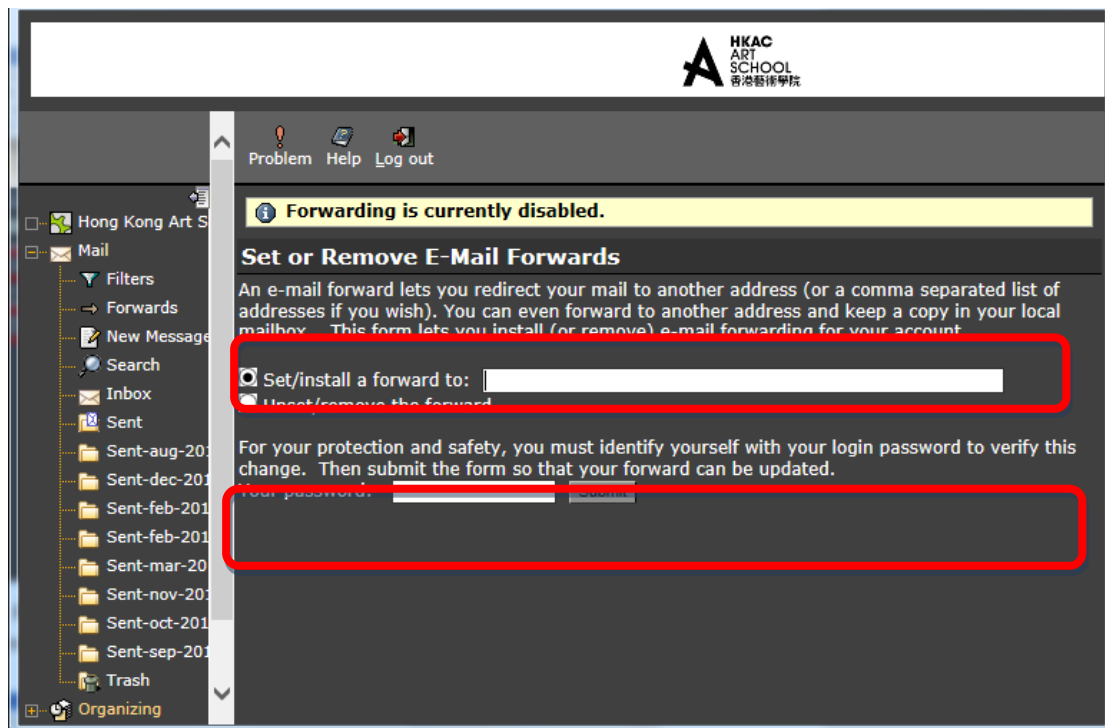 HKAC
ART
SCHOOL
香港藝術學院
Problem Help Log out
Forwarding is currently disabled.
Set or Remove E-Mail Forwards
An e-mail forward lets you redirect your mail to another address (or a comma separated list of
addresses if you wish). You can even forward to another address and keep a copy in your local
mailbox. This form lets you install (or remove) e-mail forwarding for your account
Set/install a forward to:
Unset/remove the forward
For your protection and safety, you must identify yourself with your login password to verify this
change. Then submit the form so that your forward can be updated.
Your password: Submit
Hong Kong Art S
Mail
Filters
Forwards
New Message
Search
Inbox
Sent
Sent-aug-201
Sent-dec-201
Sent-feb-201
Sent-feb-201
Sent-mar-20
Sent-nov-201
Sent-oct-201
Sent-sep-201
Trash
Organizing